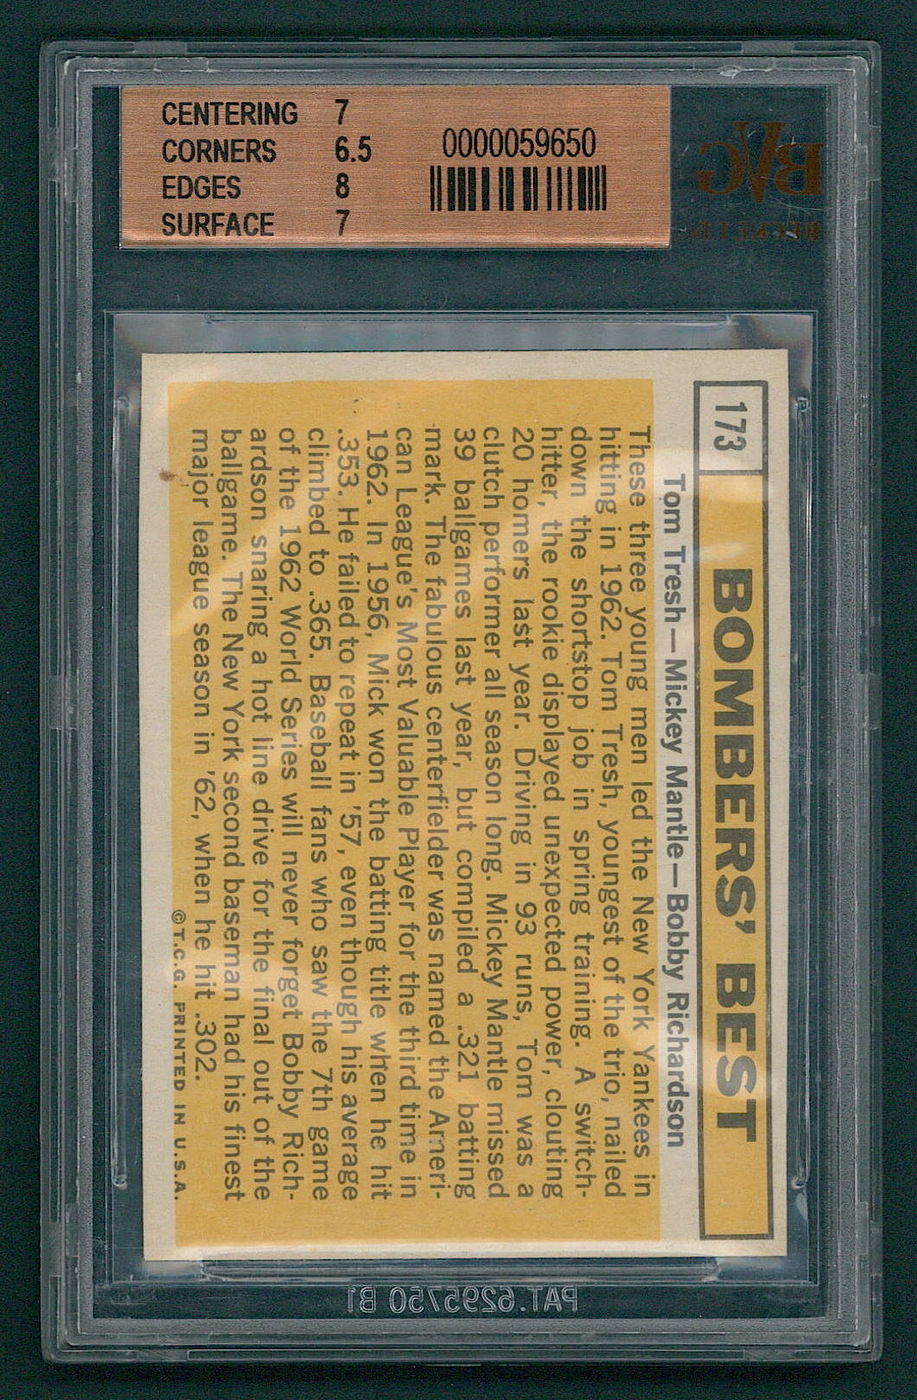 CENTERING 7
CORNERS 6.5
EDGES 8
SURFACE 7
0000059650
BVG
173
BOMBERS' BEST
Tom Tresh—Mickey Mantle—Bobby Richardson
These three young men led the New York Yankees in
hitting in 1962. Tom Tresh, youngest of the trio, nailed
down the shortstop job in spring training. A switch-
hitter, the rookie displayed unexpected power, clouting
20 homers last year. Driving in 93 runs, Tom was a
clutch performer all season long. Mickey Mantle missed
39 ballgames last year, but compiled a .321 batting
mark. The fabulous centerfielder was named the Ameri-
can League's Most Valuable Player for the third time in
1962. In 1956, Mick won the batting title when he hit
.353. He failed to repeat in '57, even though his average
climbed to .365. Baseball fans who saw the 7th game
of the 1962 World Series will never forget Bobby Rich-
ardson snaring a hot line drive for the final out of the
ballgame. The New York second baseman had his finest
major league season in '62, when he hit .302.
©T.C.G. PRINTED IN U.S.A.
PAT.6295750 B1